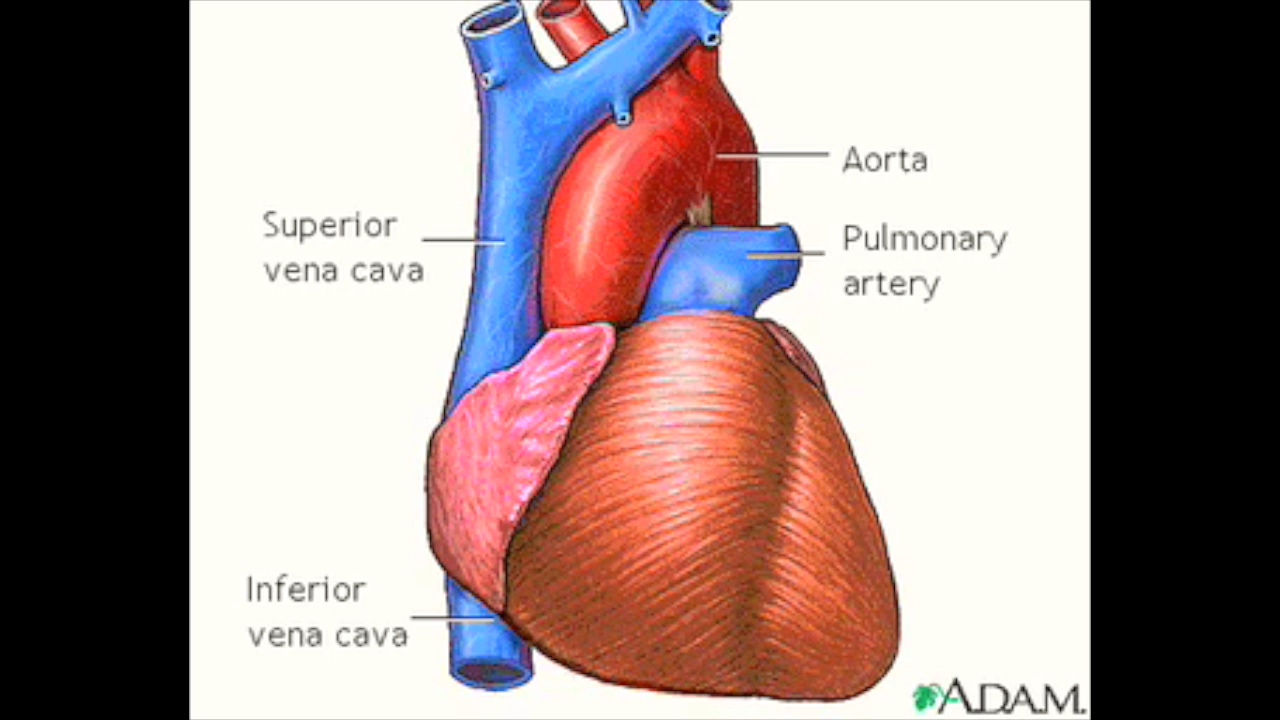 Aorta
Superior
vena cava
Pulmonary
artery
Inferior
vena cava
A.D.A.M.